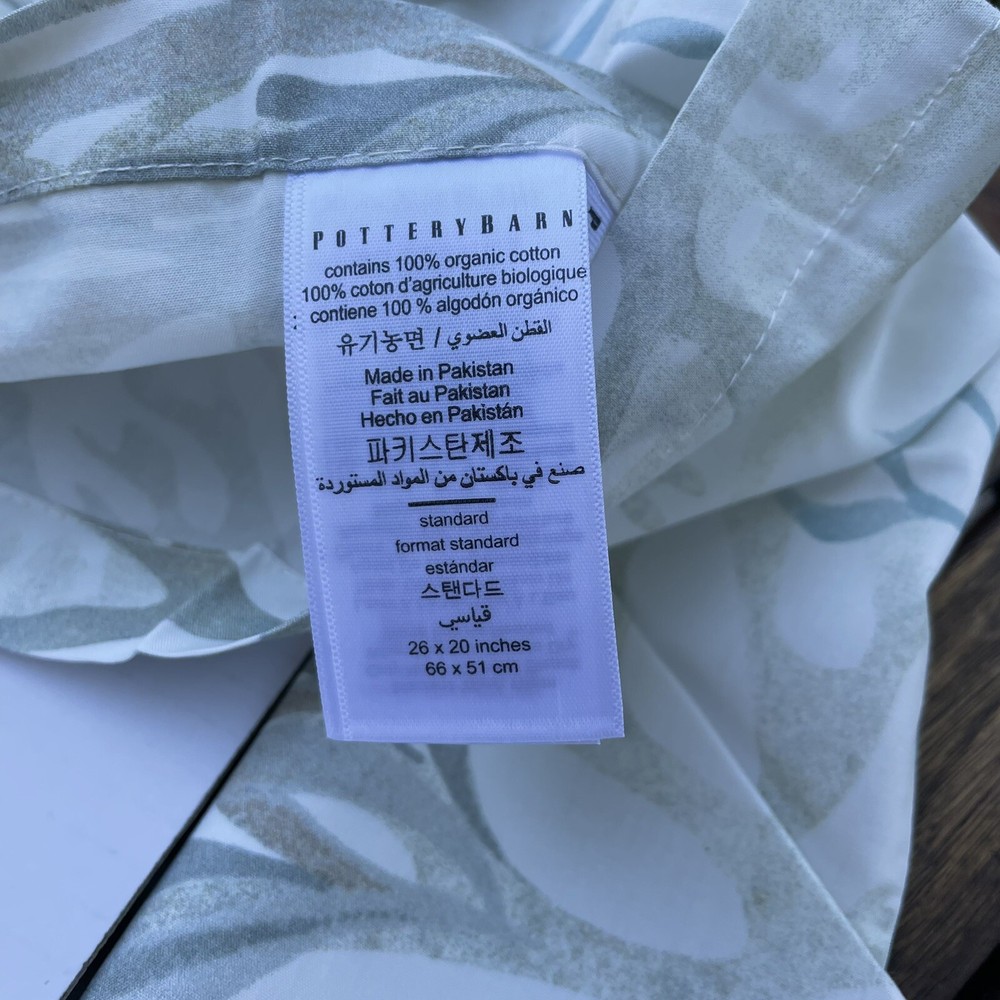 POTTERYBARN
contains 100% organic cotton
100% coton d'agriculture biologique
contiene 100 % algodón orgánico
유기농면 / القطن العضوي
Made in Pakistan
Fait au Pakistan
Hecho en Pakistán
파키스탄제조
صنع في باكستان من المواد المستوردة
standard
format standard
estándar
스탠다드
قياسي
26 x 20 inches
66 x 51 cm